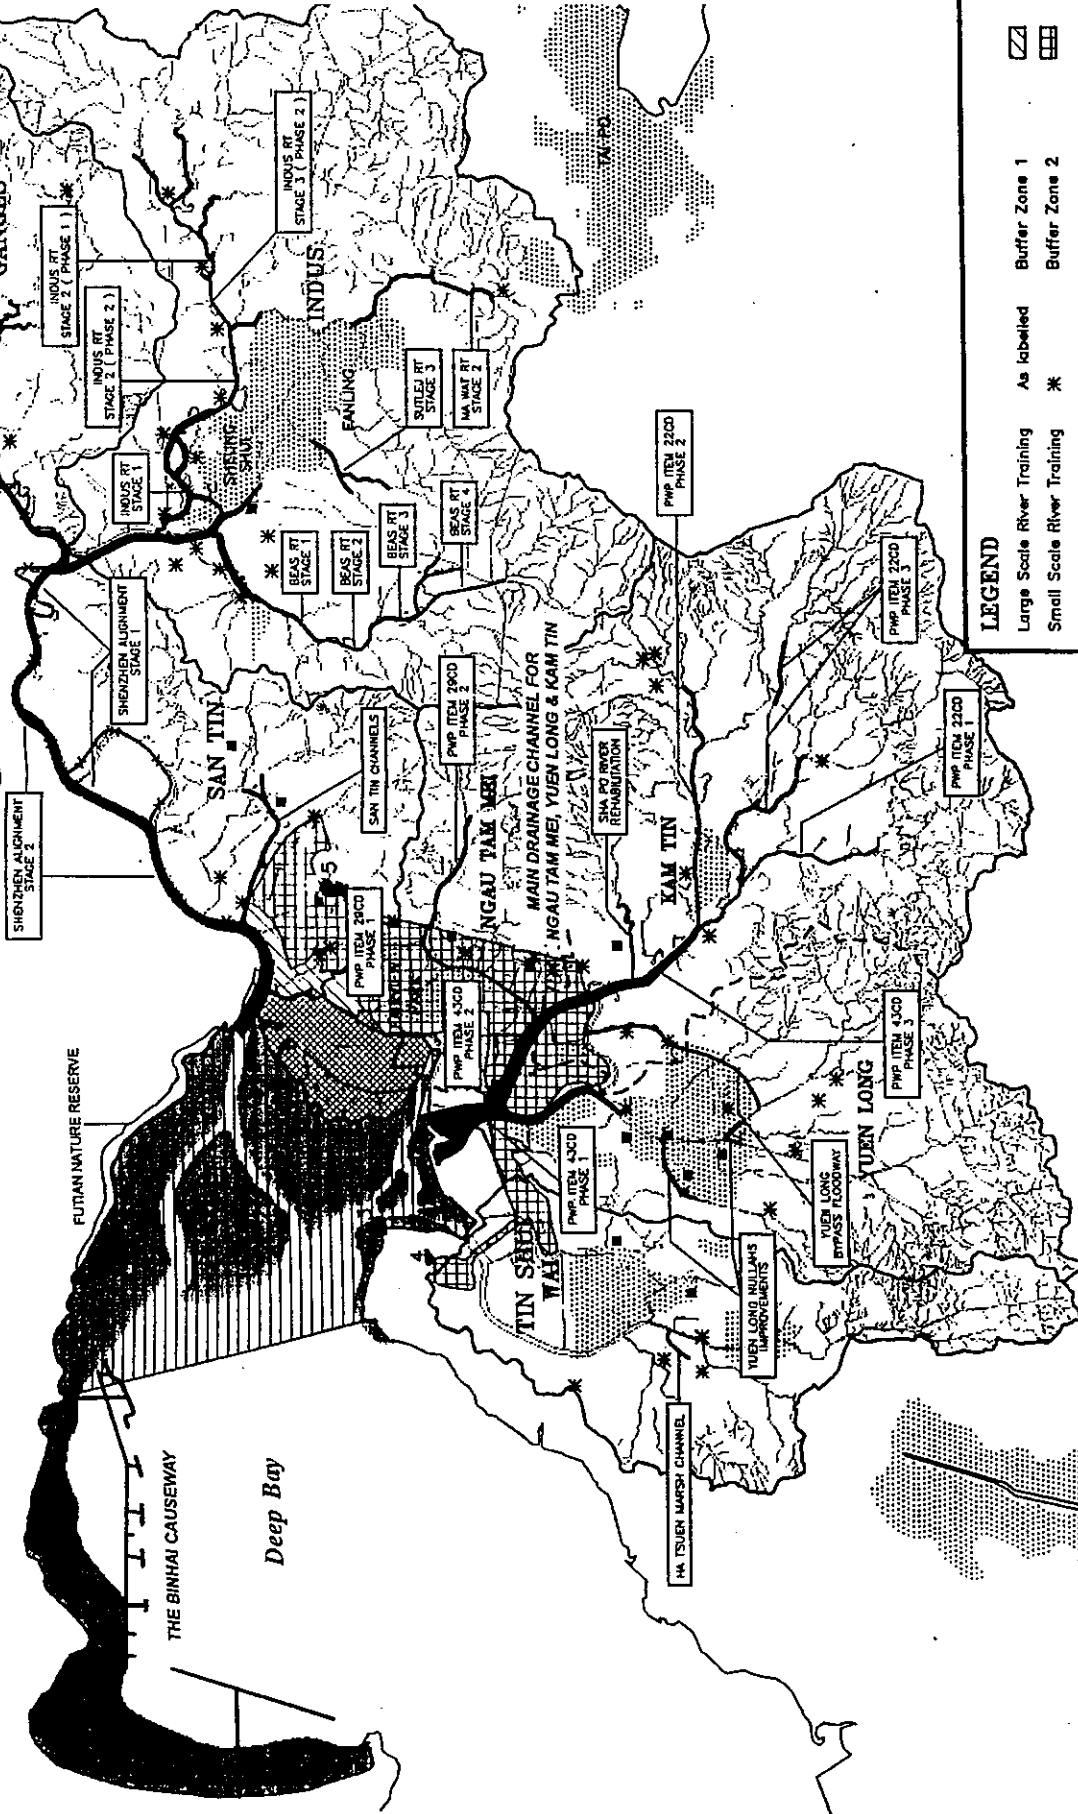 FUTIAN NATURE RESERVE
THE BINHAI CAUSEWAY
Deep Bay
SHENZHEN ALIGNMENT
STAGE 2
SHENZHEN ALIGNMENT
STAGE 1
INDUS RT
STAGE 1
INDUS RT
STAGE 2 ( PHASE 2 )
INDUS RT
STAGE 2 ( PHASE 1 )
INDUS RT
STAGE 3 ( PHASE 2 )
INDUS
SHEUNG
SHUI
FANLING
BEAS RT
STAGE 1
BEAS RT
STAGE 2
BEAS RT
STAGE 3
BEAS RT
STAGE 4
SUTLEJ RT
STAGE 3
MA WAT RT
STAGE 2
TAI PO
SAN TIN
SAN TIN CHANNELS
PWP ITEM 29CD
PHASE 1
PWP ITEM 29CD
PHASE 2
5
NGAU TAM MEI
MAIN DRAINAGE CHANNEL FOR
NGAU TAM MEI, YUEN LONG & KAM TIN
PWP ITEM 43CD
PHASE 2
PWP ITEM 43CD
PHASE 1
PWP ITEM 43CD
PHASE 3
SHA PO RIVER
REHABILITATION
KAM TIN
PWP ITEM 22CD
PHASE 2
PWP ITEM 22CD
PHASE 3
PWP ITEM 22CD
PHASE 1
4
TIN SHUI
WAI
YUEN LONG
YUEN LONG
BYPASS FLOODWAY
YUEN LONG NULLAHS
IMPROVEMENTS
HA TSUEN MARSH CHANNEL
LEGEND
Large Scale River Training As labelled Buffer Zone 1
Small Scale River Training Buffer Zone 2